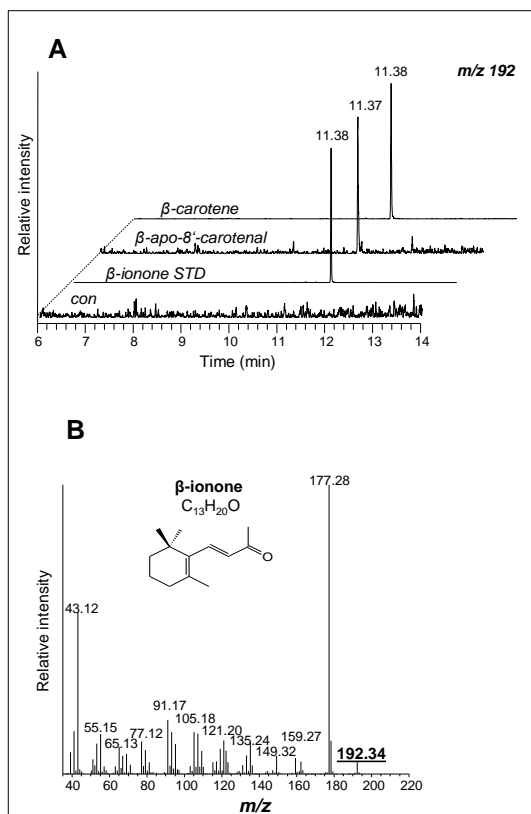 A
m/z 192
11.38
11.37
11.38
Relative intensity
β-carotene
β-apo-8'-carotenal
β-ionone STD
con
6 7 8 9 10 11 12 13 14
Time (min)
B
β-ionone
C13H20O
O
177.28
43.12
Relative intensity
91.17
105.18
55.15
77.12
121.20
65.13
135.24
149.32
159.27
192.34
40 60 80 100 120 140 160 180 200 220
m/z